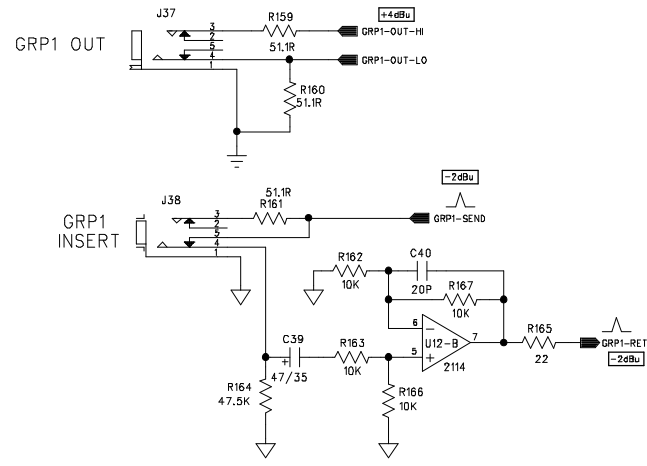 J37
+4dBu
R159
3
GRP1-OUT-HI
2
51.1R
5
GRP1 OUT
4
GRP1-OUT-LO
1
R160
51.1R
-2dBu
J38
51.1R
R161
3
GRP1-SEND
2
GRP1
INSERT
5
4
1
R162
10K
C40
20P
R167
10K
6
U12-B
7
5
2114
C39
+
47/35
R163
10K
R165
22
GRP1-RET
-2dBu
R164
47.5K
R166
10K